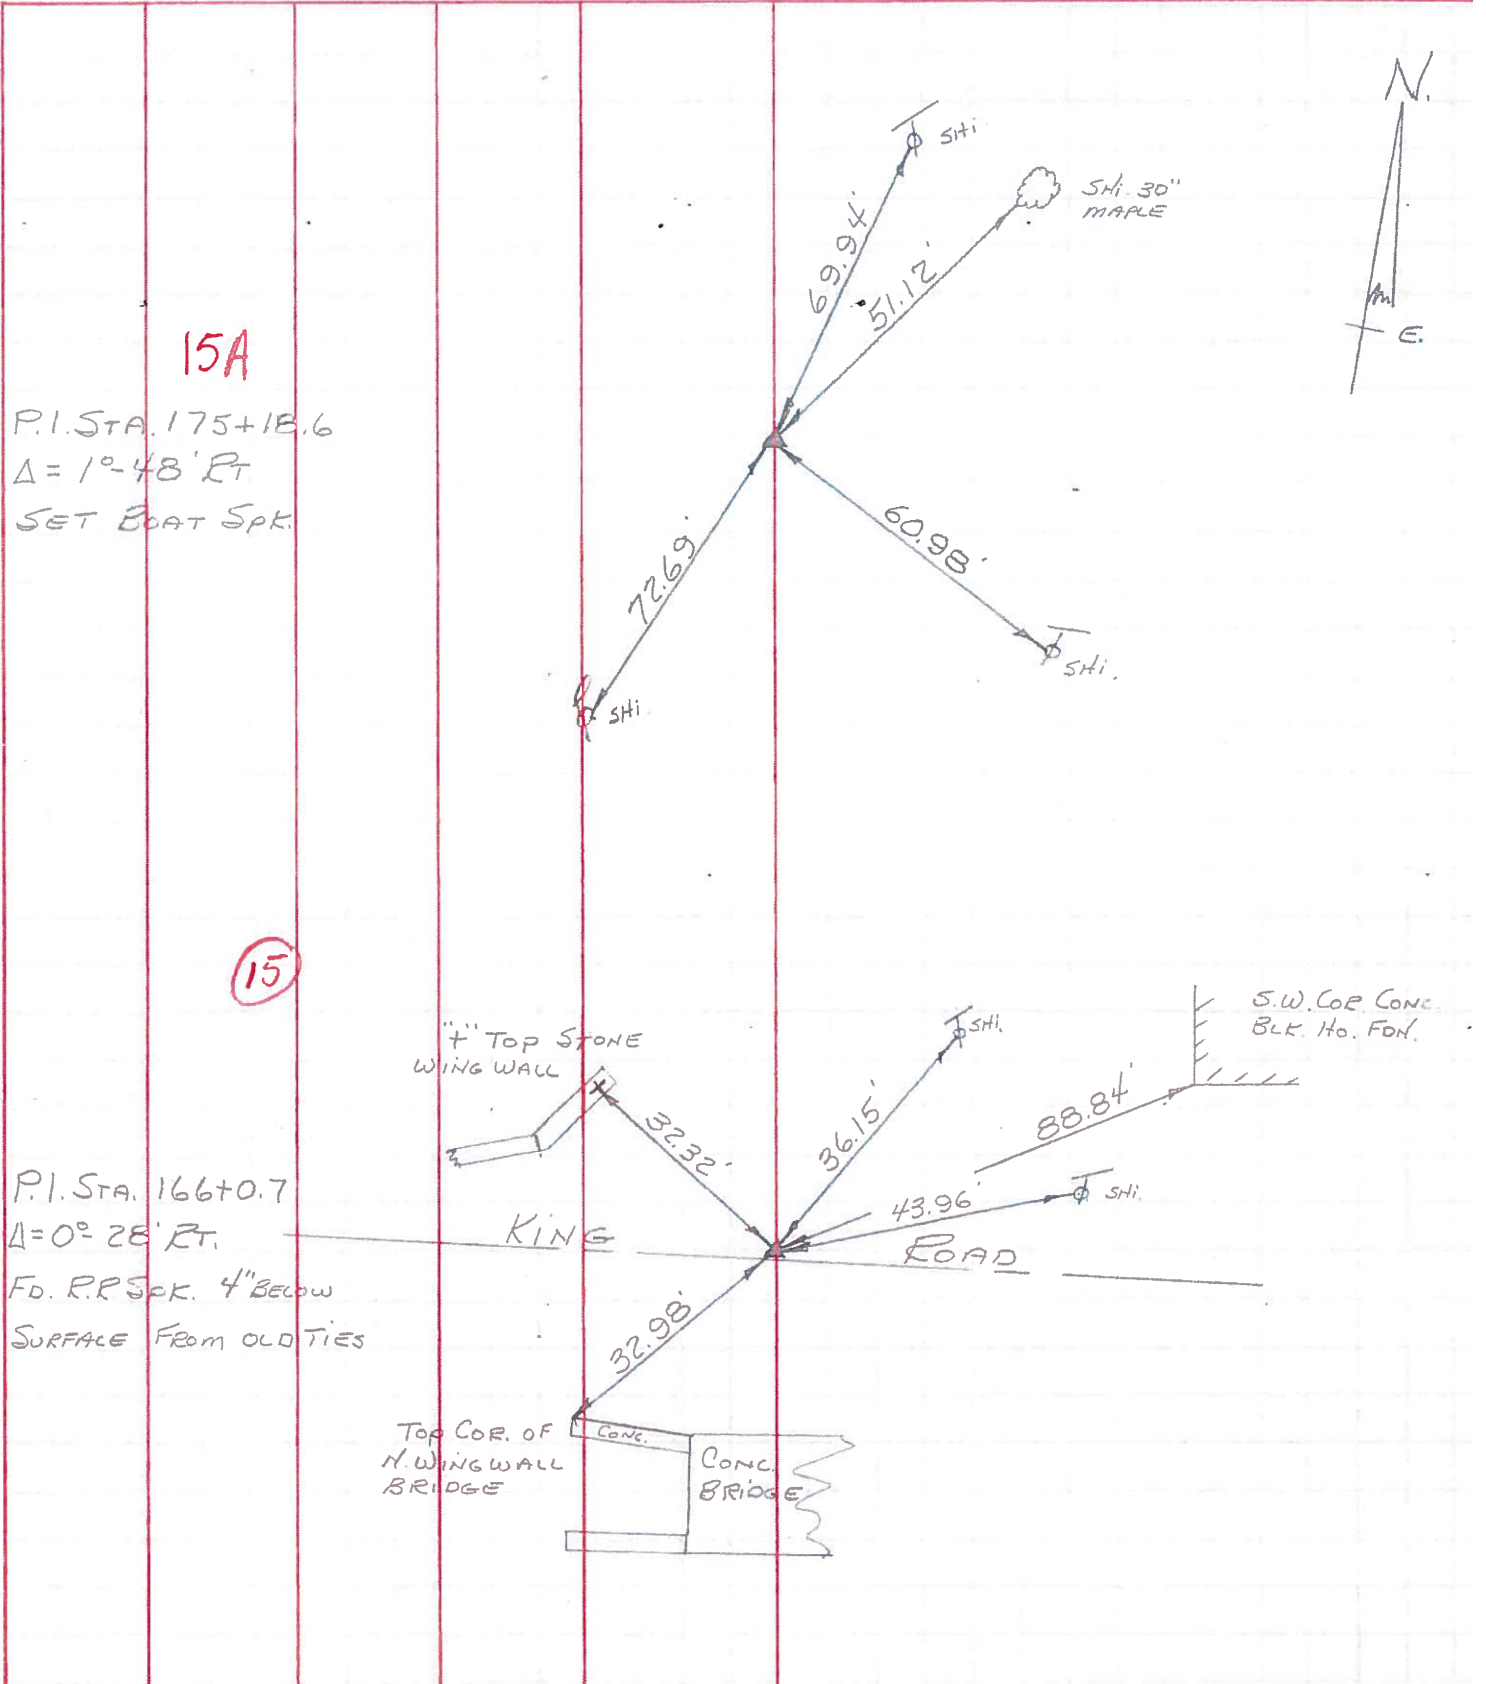 N.
SHi
SHi. 30"
MAPLE
69.94'
51.12'
E.
15A
P.I. STA. 175+18.6
Δ = 1°-48' RT
SET BOAT SPK.
60.98'
72.69'
SHi.
SHi
15
"+" TOP STONE
WING WALL
SHi.
S.W. COR. CONC.
BLK. HO. FDN.
32.32'
36.15'
88.84'
P.I. STA. 166+0.7
43.96'
SHi.
Δ=0°-28' RT.
KING ROAD
FD. R.R SPK. 4" BELOW
SURFACE FROM OLD TIES
32.98'
TOP COR. OF
N. WINGWALL
BRIDGE
CONC.
CONC.
BRIDGE